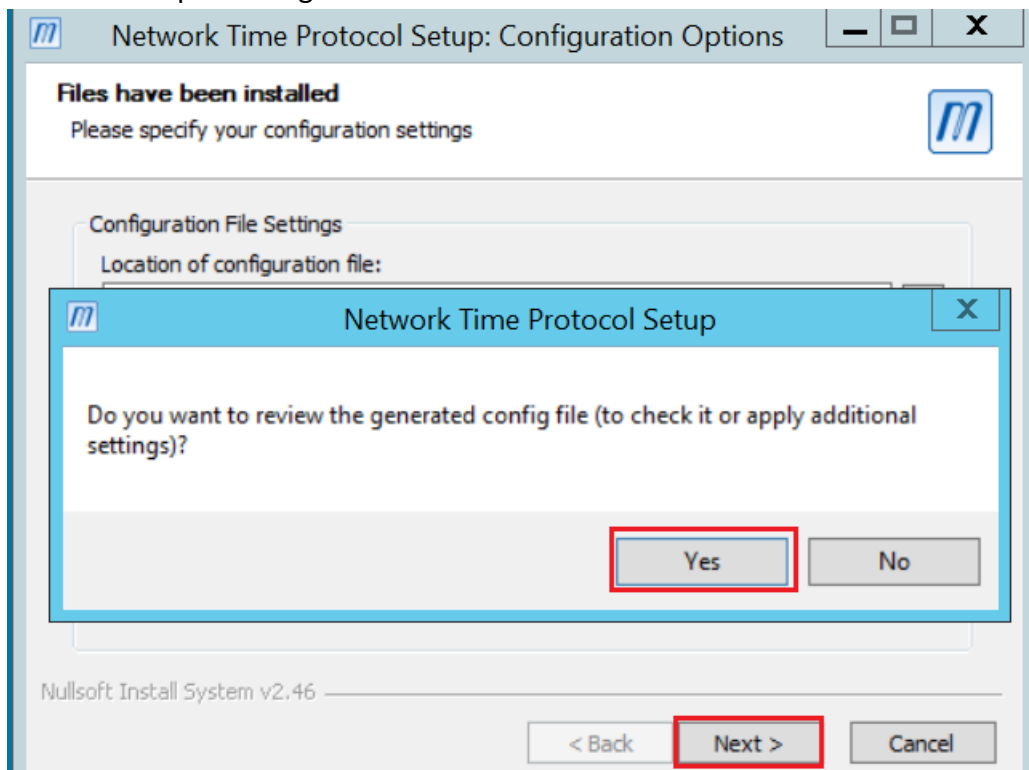 Network Time Protocol Setup: Configuration Options
X
Files have been installed
Please specify your configuration settings
Configuration File Settings
Location of configuration file:
Network Time Protocol Setup
X
Do you want to review the generated config file (to check it or apply additional
settings)?
Yes
No
Nullsoft Install System v2.46
< Back
Next >
Cancel